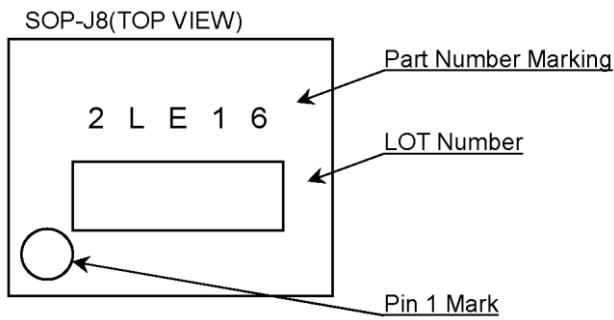 SOP-J8(TOP VIEW)
Part Number Marking
2 L E 1 6
LOT Number
Pin 1 Mark